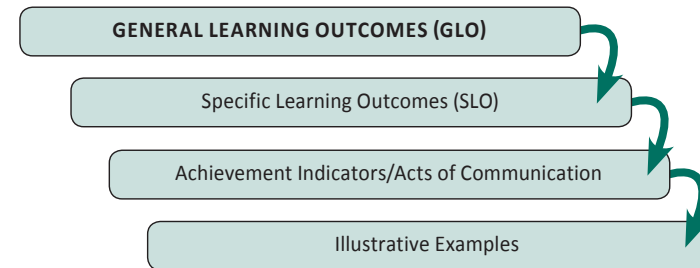 GENERAL LEARNING OUTCOMES (GLO)
Specific Learning Outcomes (SLO)
Achievement Indicators/Acts of Communication
Illustrative Examples